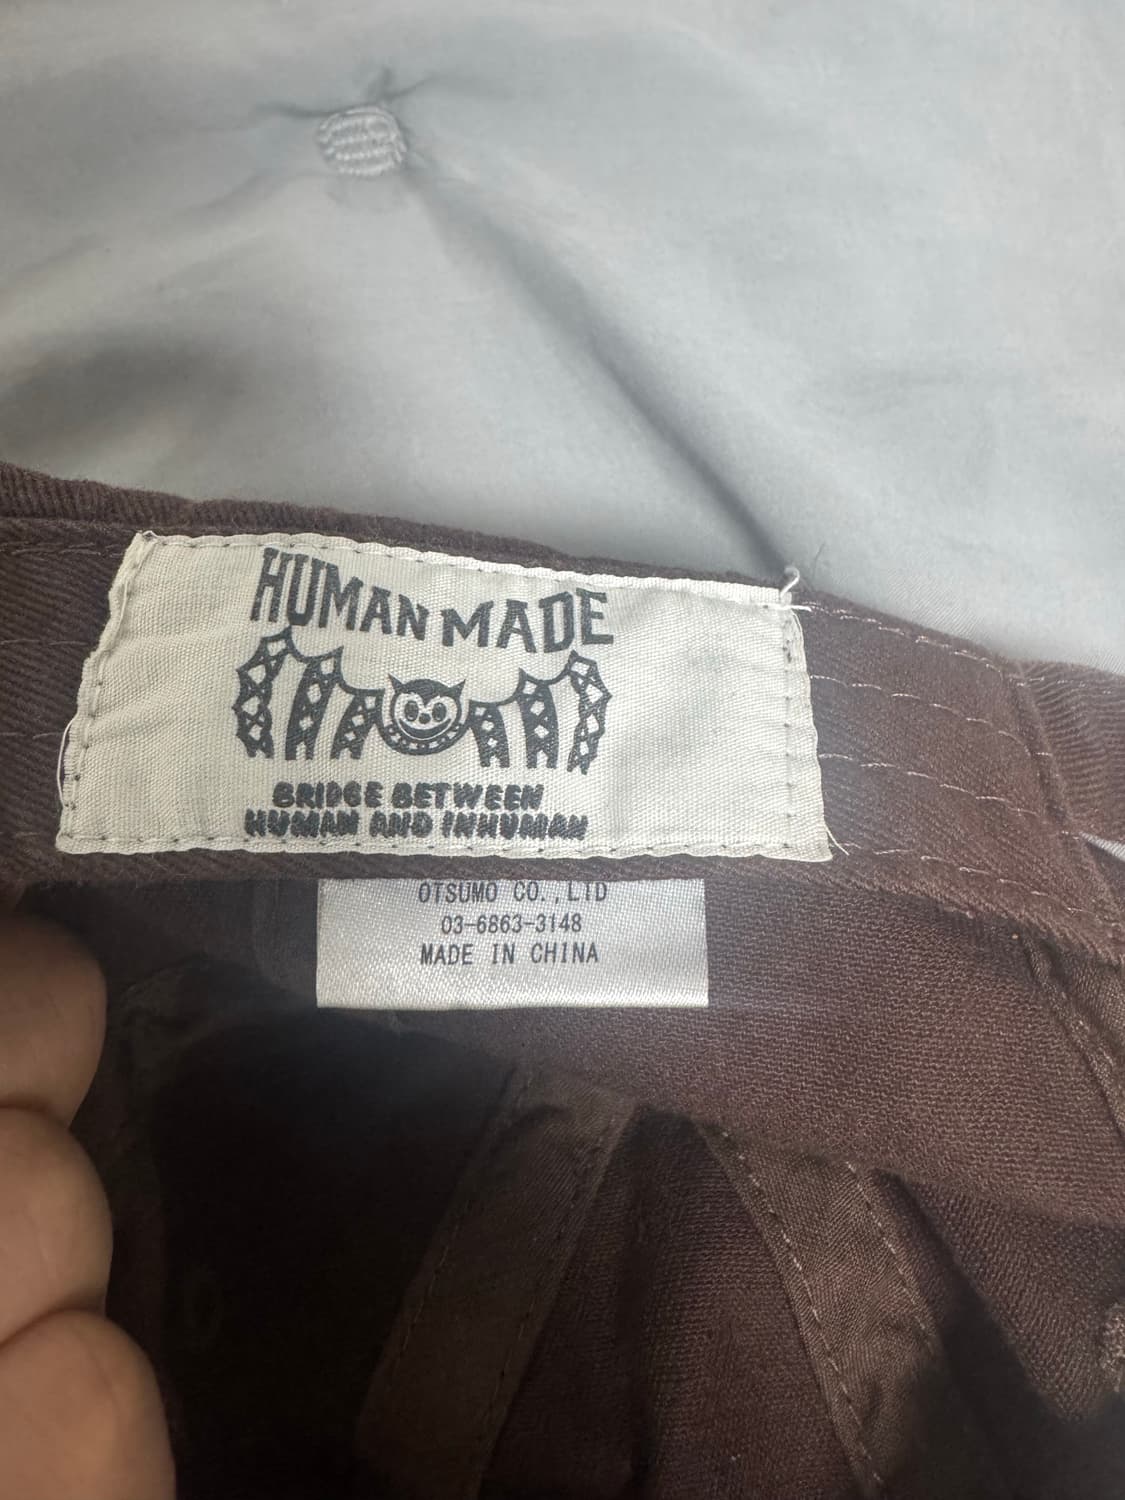 HUMAN MADE
BRIDGE BETWEEN
HUMAN AND INHUMAN
OTSUMO CO.,LTD
03-6863-3148
MADE IN CHINA